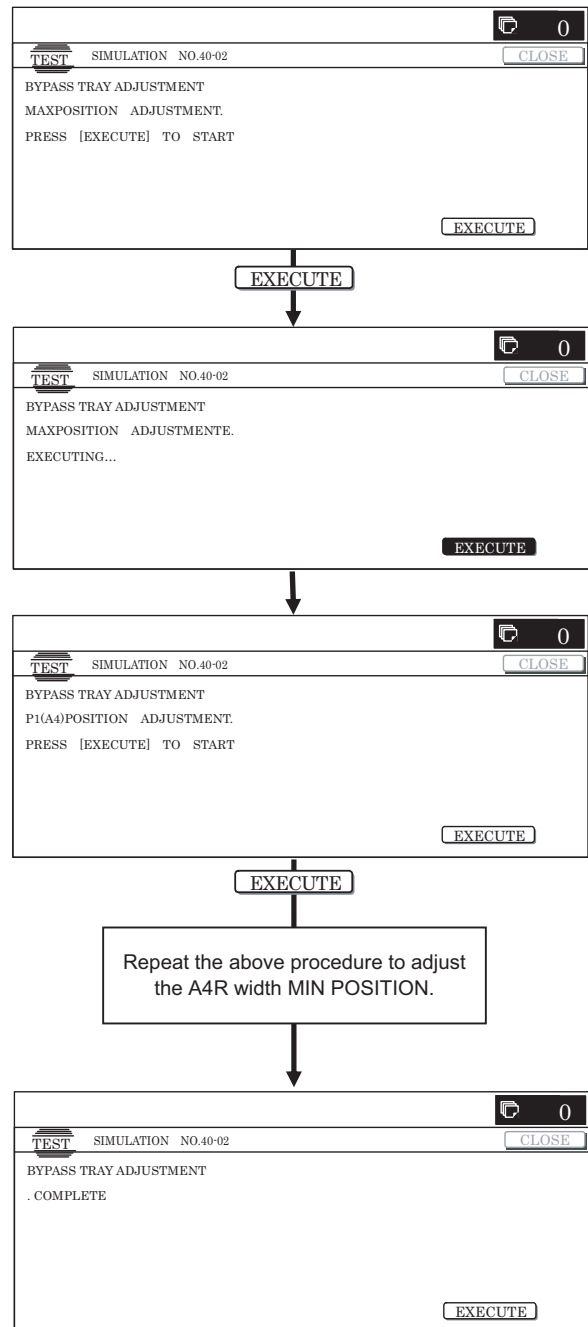 0
TEST SIMULATION NO.40-02 CLOSE
BYPASS TRAY ADJUSTMENT
MAXPOSITION ADJUSTMENT.
PRESS [EXECUTE] TO START
EXECUTE
EXECUTE
0
TEST SIMULATION NO.40-02 CLOSE
BYPASS TRAY ADJUSTMENT
MAXPOSITION ADJUSTMENTE.
EXECUTING...
EXECUTE
0
TEST SIMULATION NO.40-02 CLOSE
BYPASS TRAY ADJUSTMENT
P1(A4)POSITION ADJUSTMENT.
PRESS [EXECUTE] TO START
EXECUTE
EXECUTE
Repeat the above procedure to adjust
the A4R width MIN POSITION.
0
TEST SIMULATION NO.40-02 CLOSE
BYPASS TRAY ADJUSTMENT
. COMPLETE
EXECUTE